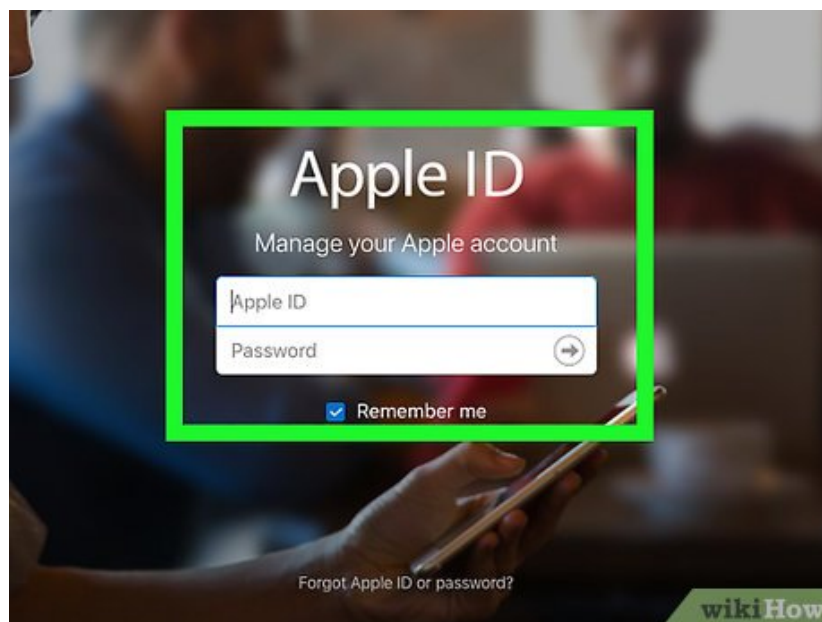 Apple ID
Manage your Apple account
Apple ID
Password
Remember me
Forgot Apple ID or password?
wikiHow